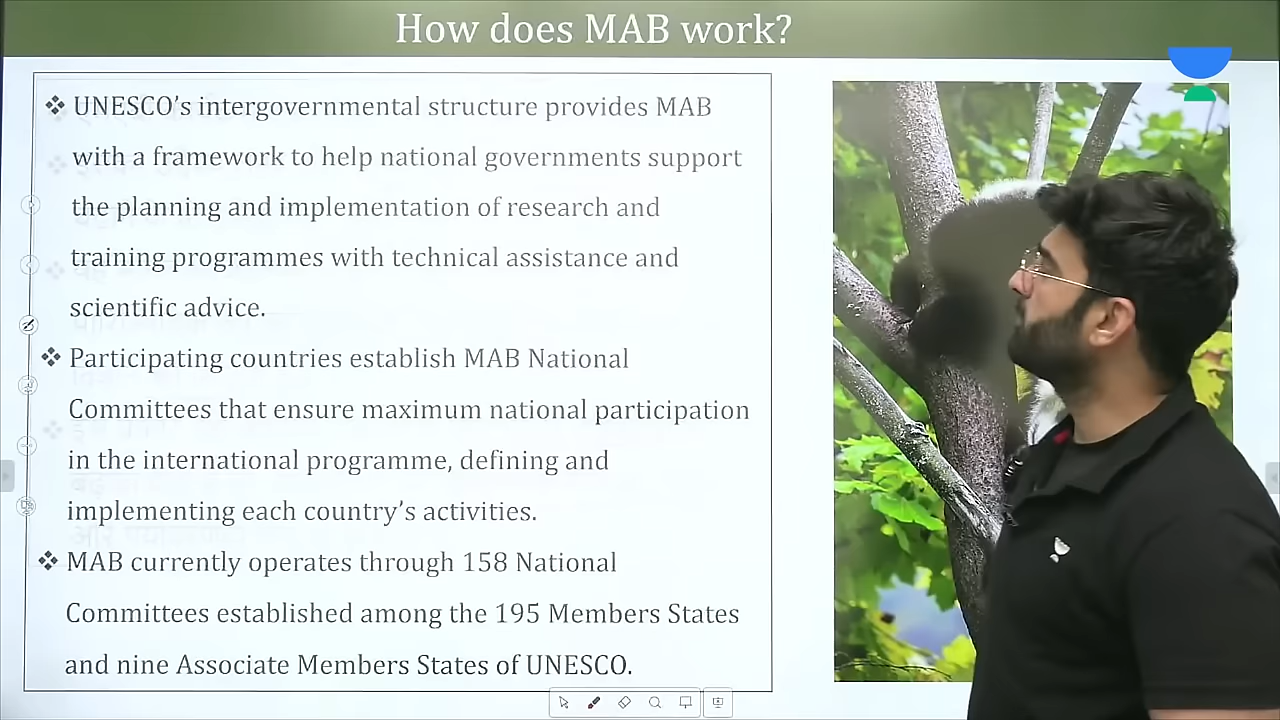 How does MAB work?
❖ UNESCO’s intergovernmental structure provides MAB
with a framework to help national governments support
the planning and implementation of research and
training programmes with technical assistance and
scientific advice.
❖ Participating countries establish MAB National
Committees that ensure maximum national participation
in the international programme, defining and
implementing each country’s activities.
❖ MAB currently operates through 158 National
Committees established among the 195 Members States
and nine Associate Members States of UNESCO.